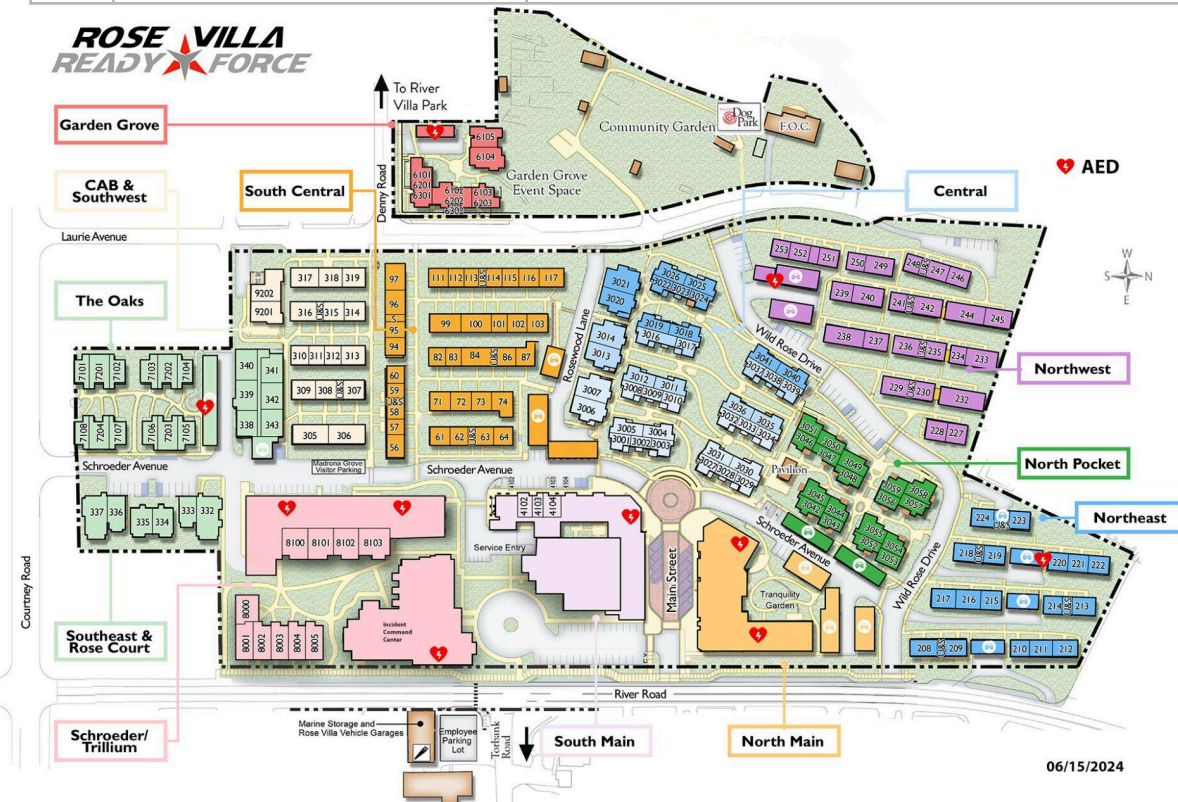 ROSE VILLA
READY FORCE
To River
Villa Park
Garden Grove
CAB &
Southwest
South Central
Denny Road
6105
6104
6101
6201
6301
6102
6202
6302
6103
6203
Garden Grove
Event Space
Community Garden
Dog
Park
F.O.C.
AED
Central
Laurie Avenue
The Oaks
W
S N
E
9202
9201
317 318 319
316 U&S 315 314
310 311 312 313
309 308 U&S 307
305 306
Madrona Grove
Visitor Parking
97
96
S
95
94
60
59
U&S
58
57
56
111 112 113 U&S 114 115 116 117
99 100 101 102 103
82 83 84 U&S 86 87
71 72 73 74
61 62 U&S 63 64
Rosewood Lane
3021
3020
3014
3013
3007
3006
3026 3025
3022 3023 3024
3019 3018
3016 3017
3012 3011
3008 3009 3010
3005 3004
3001 3002 3003
3041 3040
3037 3038 3039
3036 3035
3032 3033 3034
3031 3030
3027 3028 3029
Wild Rose Drive
253 252 251
250 249
248 U&S 247 246
239 240
241 U&S 242
244 245
238 237
236 U&S 235 234 233
229 U&S 230
232
228 227
Northwest
North Pocket
Northeast
3051 3050 3049
3046 3047 3048
3059 3058
3056 3057
3045 3044
3042 3043
3055 3054
3053
Pavilion
7101 7201 7102
7103 7202 7104
7108 7204 7107
7106 7203 7105
340 341
339 342
338 343
Schroeder Avenue
Schroeder Avenue
Schroeder Avenue
337 336
335 334
333 332
8100 8101 8102 8103
4102 4103 4104
4102 4103 4104
Service Entry
Main Street
Tranquility
Garden
Wild Rose Drive
224 U&S 223
218 U&S 219
220 221 222
217 216 215
214 U&S 213
208 U&S 209
210 211 212
Courtney Road
Southeast &
Rose Court
8000
8001 8002 8003 8004 8005
Incident
Command
Center
River Road
Schroeder/
Trillium
Marine Storage and
Rose Villa Vehicle Garages
Employee
Parking
Lot
Torbank
Road
South Main
North Main
06/15/2024